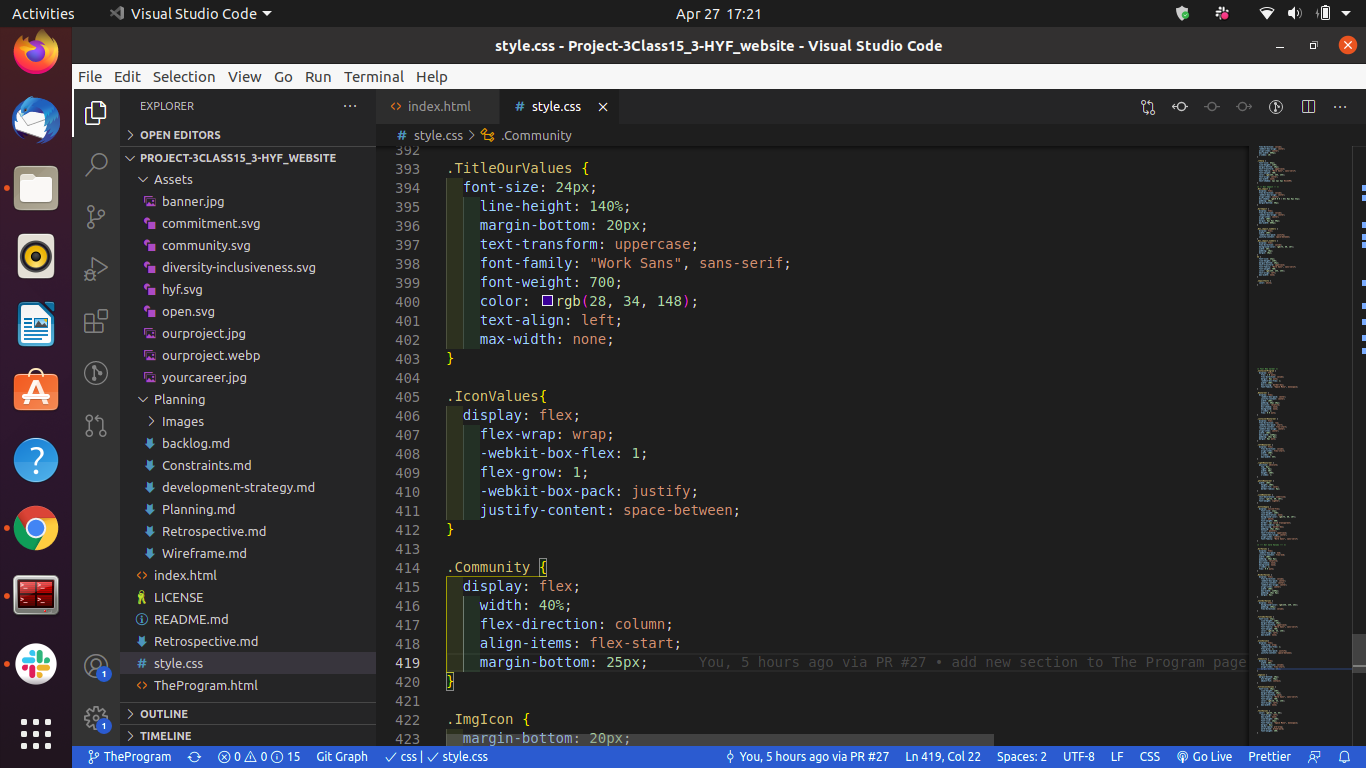 Activities
Visual Studio Code
Apr 27 17:21
style.css - Project-3Class15_3-HYF_website - Visual Studio Code
File Edit Selection View Go Run Terminal Help
EXPLORER
OPEN EDITORS
PROJECT-3CLASS15_3-HYF_WEBSITE
Assets
banner.jpg
commitment.svg
community.svg
diversity-inclusiveness.svg
hyf.svg
open.svg
ourproject.jpg
ourproject.webp
yourcareer.jpg
Planning
Images
backlog.md
Constraints.md
development-strategy.md
Planning.md
Retrospective.md
Wireframe.md
index.html
LICENSE
README.md
Retrospective.md
style.css
TheProgram.html
OUTLINE
TIMELINE
1
1
index.html
# style.css
# style.css > .Community
392
393 .TitleOurValues {
394 font-size: 24px;
395 line-height: 140%;
396 margin-bottom: 20px;
397 text-transform: uppercase;
398 font-family: "Work Sans", sans-serif;
399 font-weight: 700;
400 color: rgb(28, 34, 148);
401 text-align: left;
402 max-width: none;
403 }
404
405 .IconValues{
406 display: flex;
407 flex-wrap: wrap;
408 -webkit-box-flex: 1;
409 flex-grow: 1;
410 -webkit-box-pack: justify;
411 justify-content: space-between;
412 }
413
414 .Community {
415 display: flex;
416 width: 40%;
417 flex-direction: column;
418 align-items: flex-start;
419 margin-bottom: 25px; You, 5 hours ago via PR #27 • add new section to The Program page
420 }
421
422 .ImgIcon {
423 margin-bottom: 20px;
TheProgram
0 0 15
Git Graph
css | style.css
You, 5 hours ago via PR #27
Ln 419, Col 22
Spaces: 2
UTF-8
LF
CSS
Go Live
Prettier